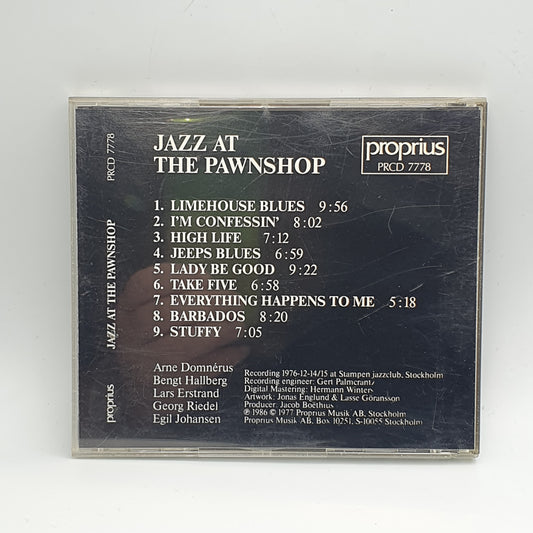 JAZZ AT
THE PAWNSHOP
proprius
PRCD 7778
1. LIMEHOUSE BLUES 9:56
2. I'M CONFESSIN' 8:02
3. HIGH LIFE 7:12
4. JEEPS BLUES 6:59
5. LADY BE GOOD 9:22
6. TAKE FIVE 6:58
7. EVERYTHING HAPPENS TO ME 5:18
8. BARBADOS 8:20
9. STUFFY 7:05
Arne Domnérus
Bengt Hallberg
Lars Erstrand
Georg Riedel
Egil Johansen
Recording 1976-12-14/15 at Stampen jazzclub, Stockholm
Recording engineer: Gert Palmcrantz
Digital Mastering: Hermann Winters
Artwork: Jonas Englund & Lasse Göransson
Producer: Jacob Boëthius
℗ 1986 © 1977 Proprius Musik AB, Stockholm
Proprius Musik AB, Box 10251, S-10055 Stockholm
proprius JAZZ AT THE PAWNSHOP PRCD 7778